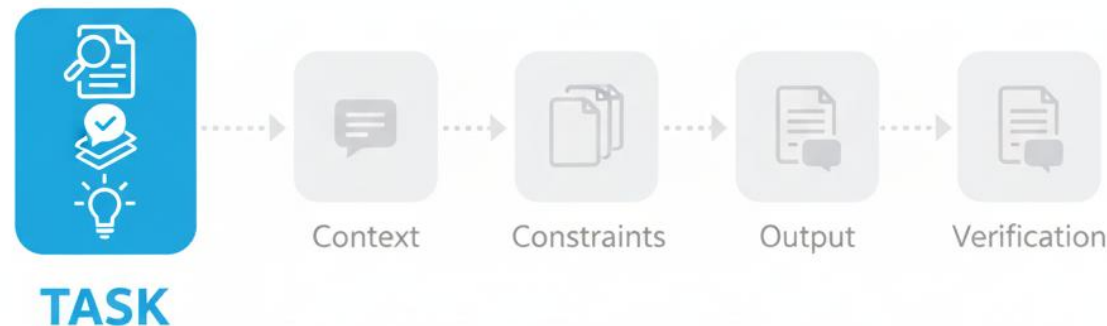 Context
Constraints
Output
Verification
TASK